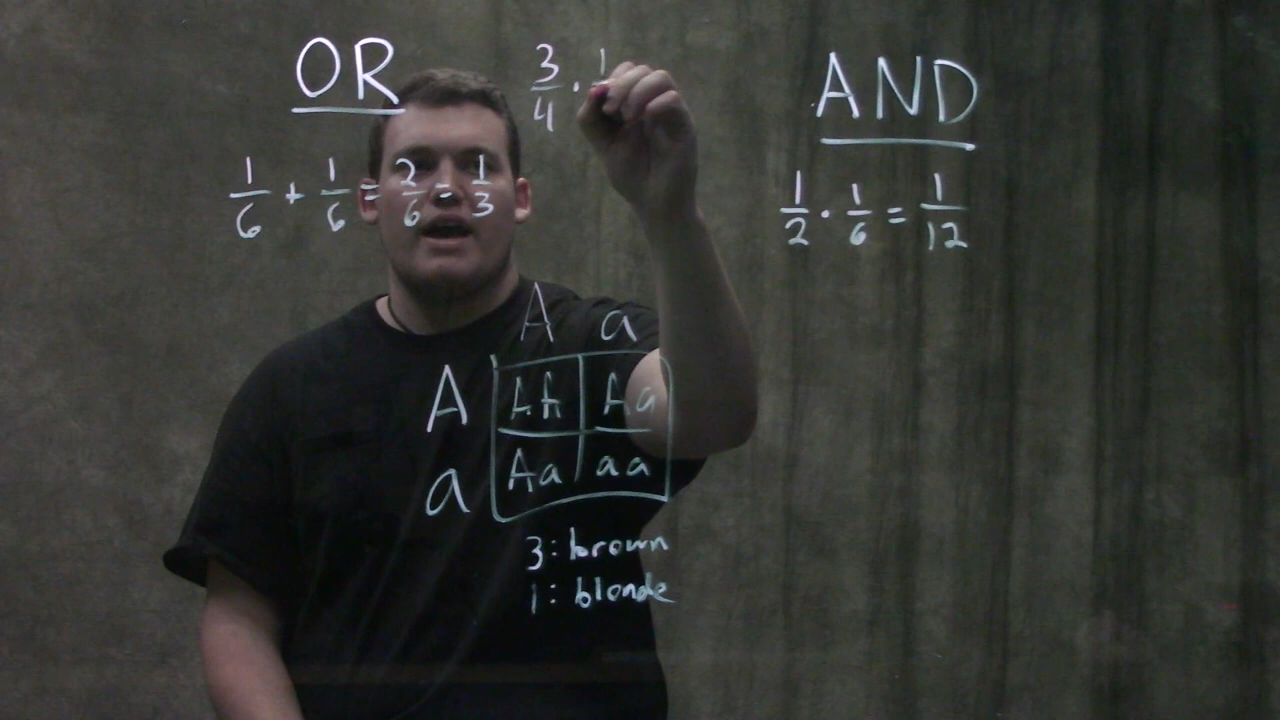 OR
1/6 + 1/6 = 2/6 = 1/3
3/4 · 1
AND
1/2 · 1/6 = 1/12
A a
A AA Aa
a Aa aa
3: brown
1: blonde